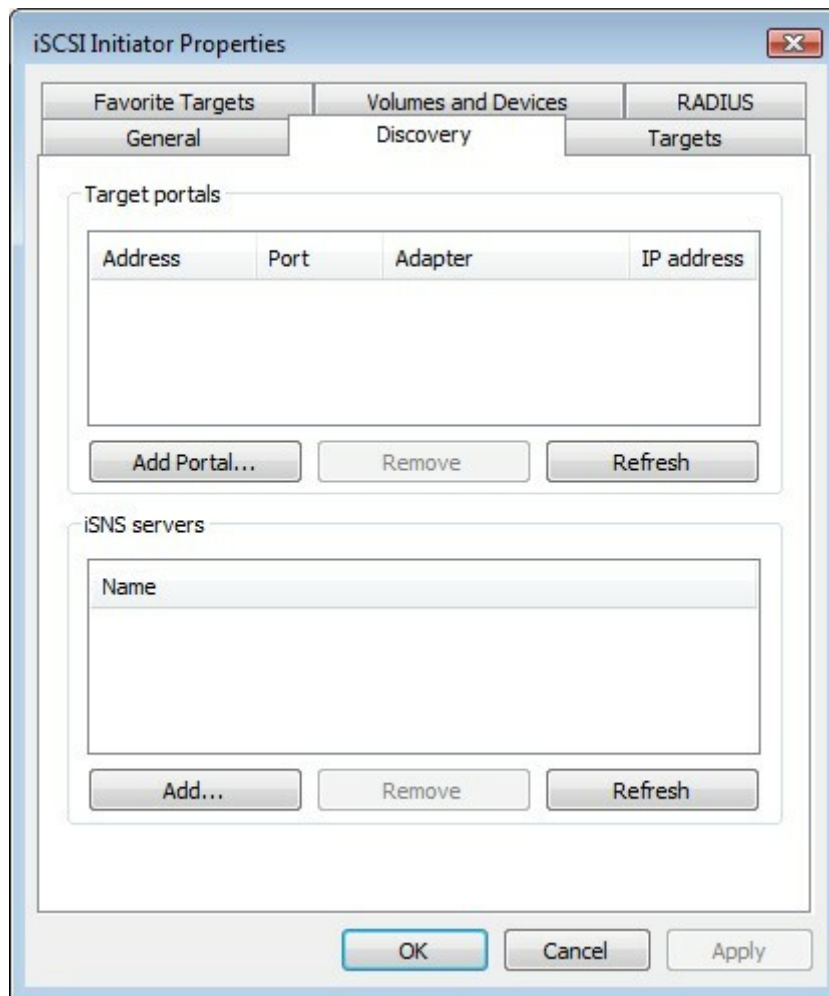 iSCSI Initiator Properties
Favorite Targets Volumes and Devices RADIUS
General Discovery Targets
Target portals
Address Port Adapter IP address
Add Portal... Remove Refresh
iSNS servers
Name
Add... Remove Refresh
OK Cancel Apply